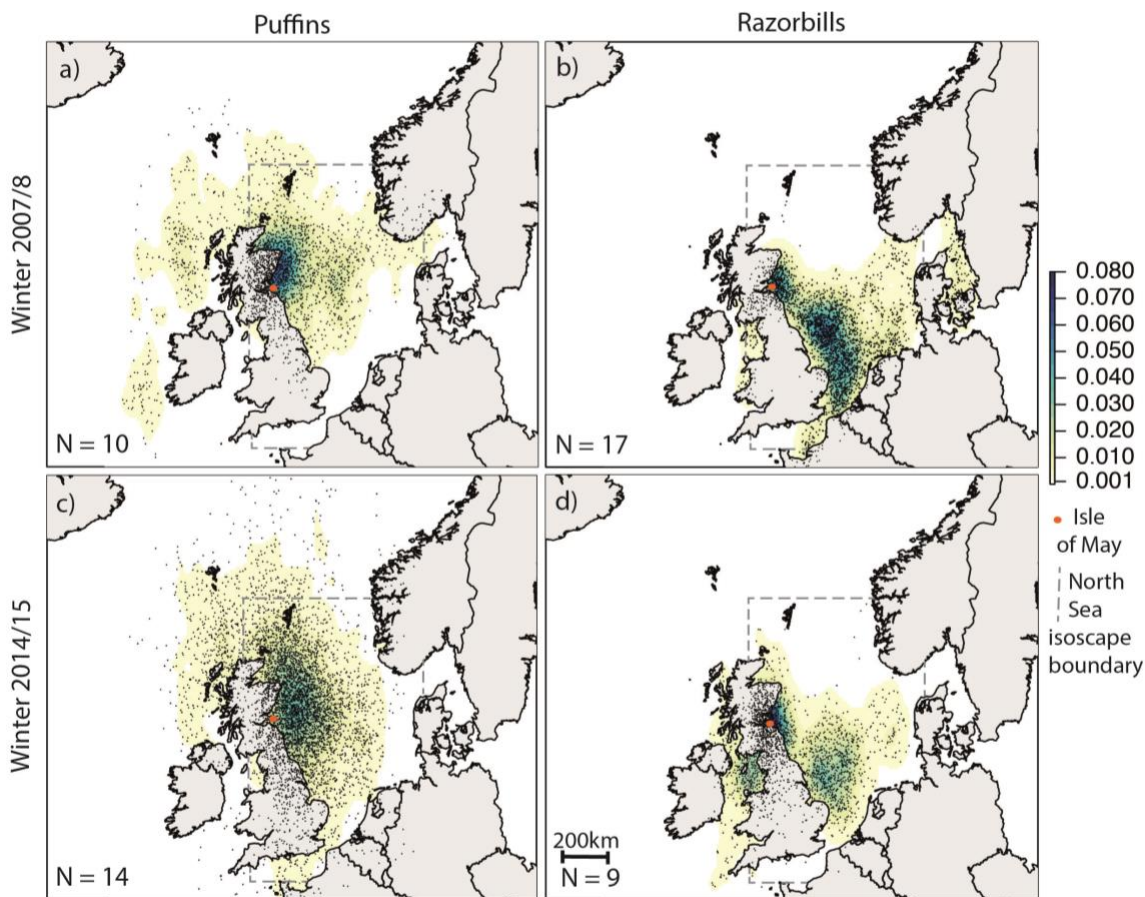 Puffins
Razorbills
Winter 2007/8
a)
N = 10
b)
N = 17
Winter 2014/15
c)
N = 14
d)
200km
N = 9
0.080
0.070
0.060
0.050
0.040
0.030
0.020
0.010
0.001
Isle
of May
North
Sea
isoscape
boundary